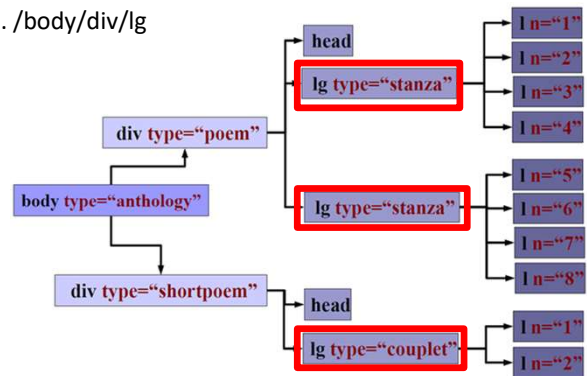 . /body/div/lg
head
lg type=“stanza”
l n=“1”
l n=“2”
l n=“3”
l n=“4”
div type=“poem”
lg type=“stanza”
l n=“5”
l n=“6”
l n=“7”
l n=“8”
body type=“anthology”
div type=“shortpoem”
head
lg type=“couplet”
l n=“1”
l n=“2”